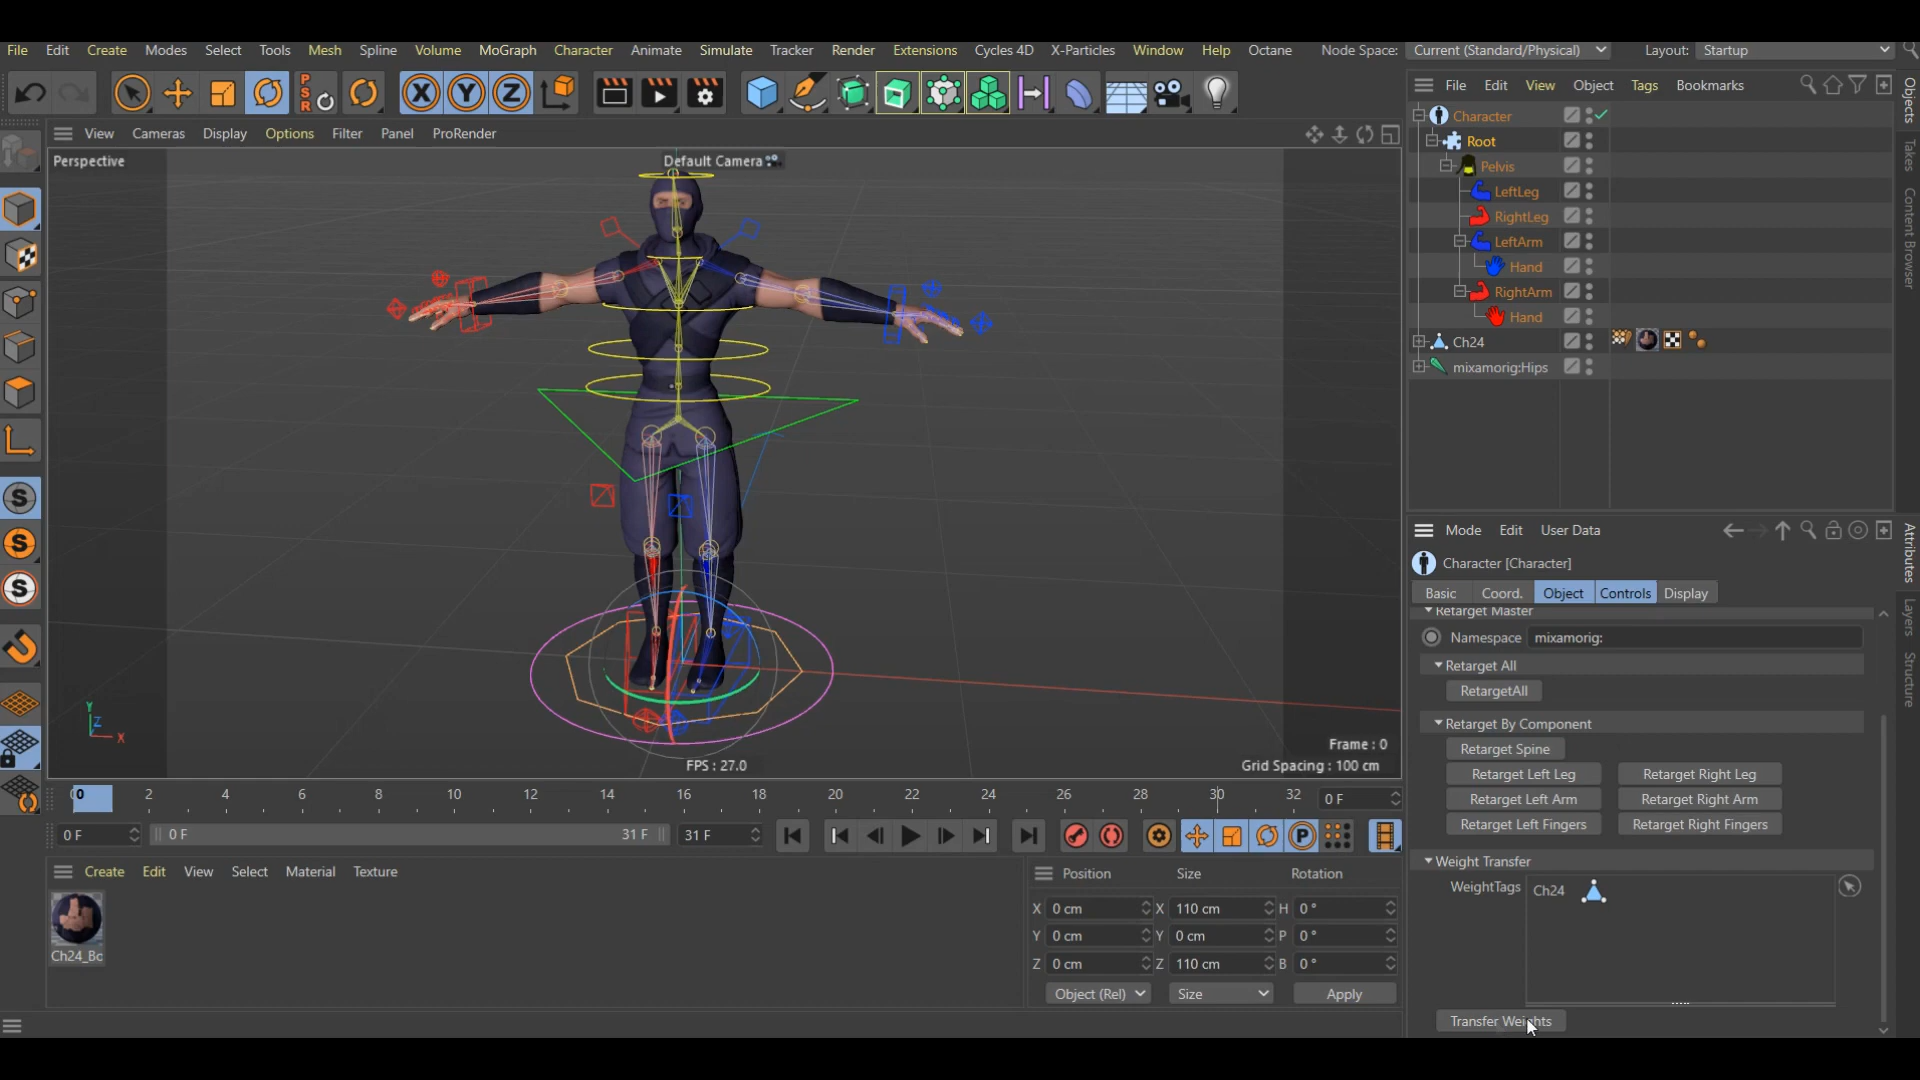 File Edit Create Modes Select Tools Mesh Spline Volume MoGraph Character Animate Simulate Tracker Render Extensions Cycles 4D X-Particles Window Help Octane Node Space: Current (Standard/Physical) Layout: Startup
PSR X Y Z
File Edit View Object Tags Bookmarks
View Cameras Display Options Filter Panel ProRender
Perspective
Default Camera
Character
Root
Pelvis
LeftLeg
RightLeg
LeftArm
Hand
RightArm
Hand
Ch24
mixamorig:Hips
Objects
Takes
Content Browser
Attributes
Layers
Structure
Mode Edit User Data
Character [Character]
Basic Coord. Object Controls Display
Retarget Master
Namespace mixamorig:
Retarget All
RetargetAll
Retarget By Component
Retarget Spine
Retarget Left Leg Retarget Right Leg
Retarget Left Arm Retarget Right Arm
Retarget Left Fingers Retarget Right Fingers
Weight Transfer
WeightTags Ch24
Transfer Weights
S
S
S
Y
Z
X
Frame : 0
FPS : 27.0
Grid Spacing : 100 cm
0 2 4 6 8 10 12 14 16 18 20 22 24 26 28 30 32 0 F
0 F 0 F 31 F 31 F
P
Create Edit View Select Material Texture
Ch24_Bo
Position Size Rotation
X 0 cm X 110 cm H 0 °
Y 0 cm Y 0 cm P 0 °
Z 0 cm Z 110 cm B 0 °
Object (Rel) Size Apply